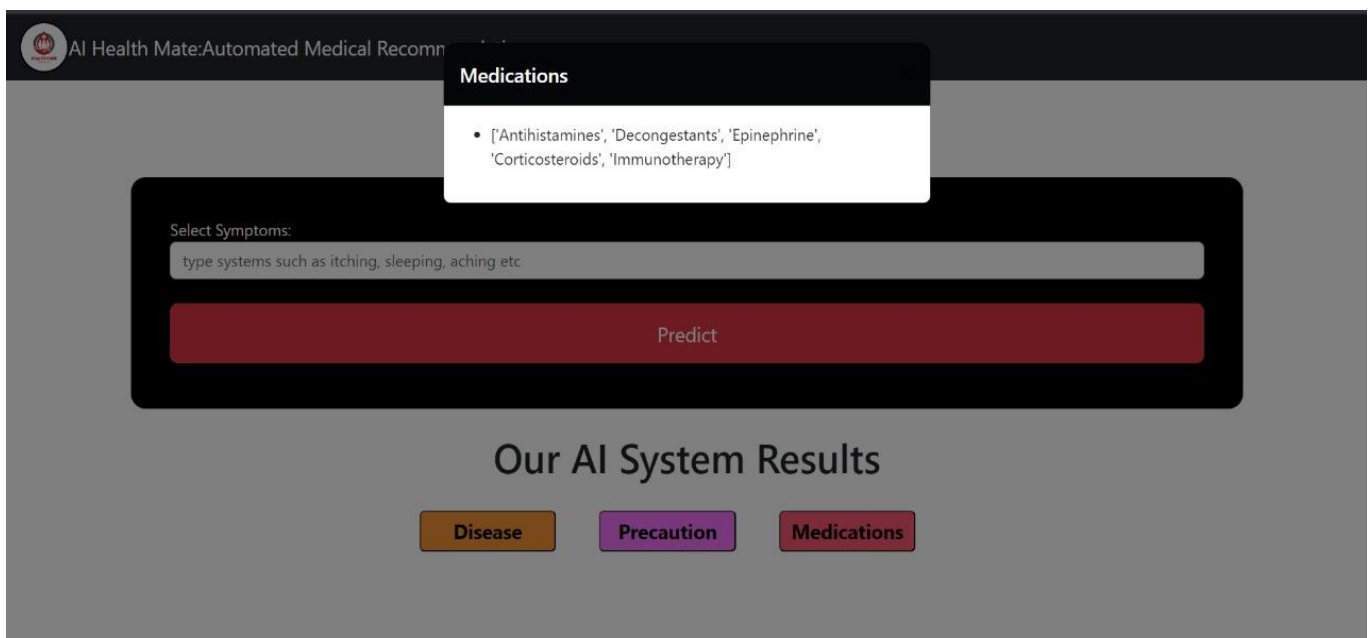 AI Health Mate:Automated Medical Recomm
Medications
• ['Antihistamines', 'Decongestants', 'Epinephrine',
'Corticosteroids', 'Immunotherapy']
Select Symptoms:
type systems such as itching, sleeping, aching etc
Predict
Our AI System Results
Disease
Precaution
Medications